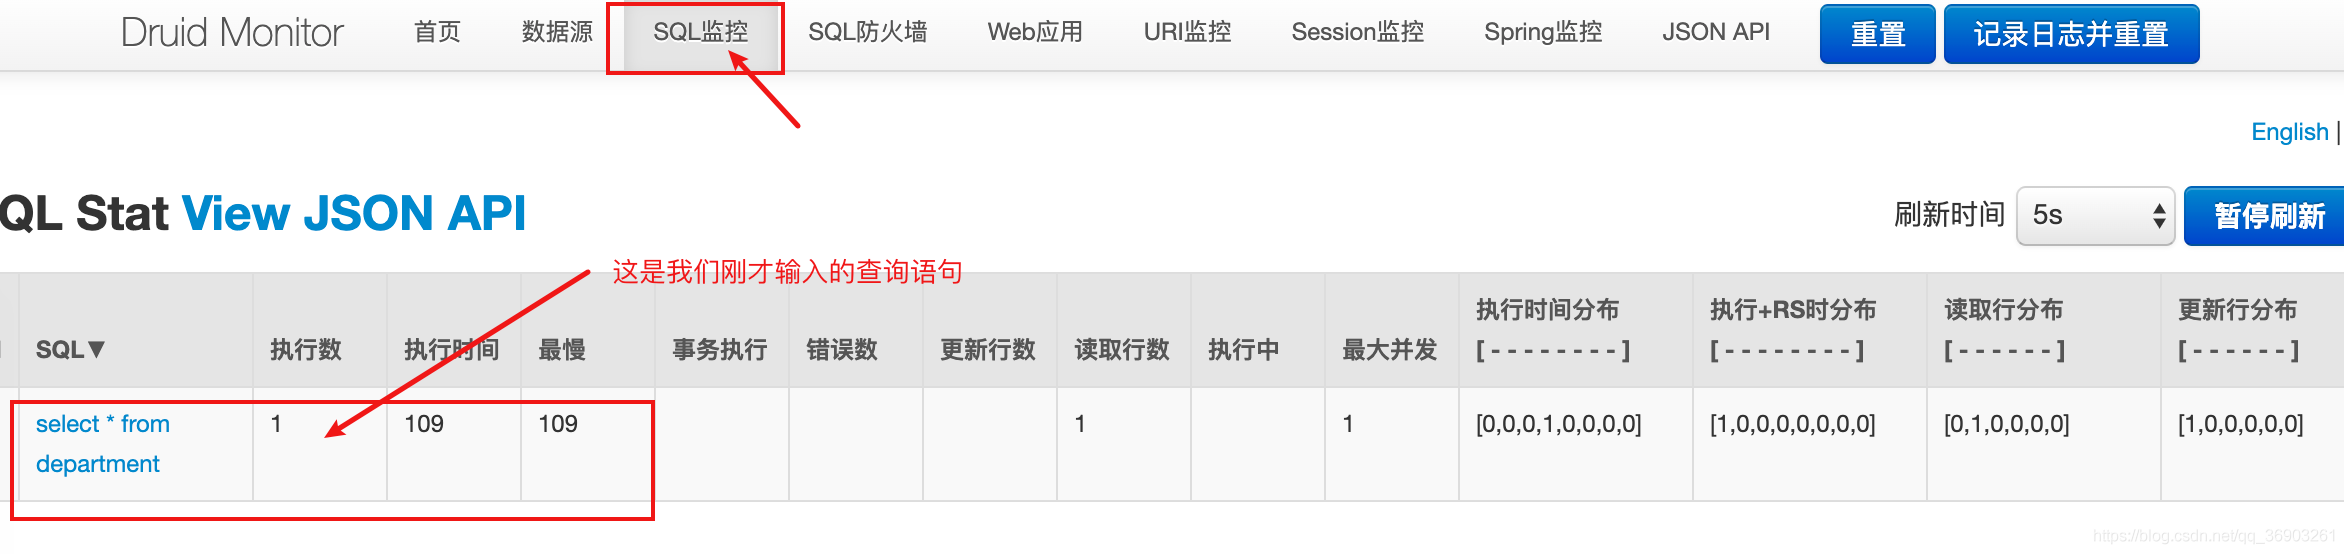 Druid Monitor 首页 数据源 SQL监控 SQL防火墙 Web应用 URI监控 Session监控 Spring监控 JSON API 重置 记录日志并重置
English |
QL Stat View JSON API 刷新时间 5s 暂停刷新
这是我们刚才输入的查询语句
SQL▼ 执行数 执行时间 最慢 事务执行 错误数 更新行数 读取行数 执行中 最大并发 执行时间分布 执行+RS时分布 读取行分布 更新行分布
[ - - - - - - - - ] [ - - - - - - - - ] [ - - - - - - ] [ - - - - - - ]
select * from 1 109 109 1 1 [0,0,0,1,0,0,0,0] [1,0,0,0,0,0,0,0] [0,1,0,0,0,0] [1,0,0,0,0,0]
department
https://blog.csdn.net/qq_36903261